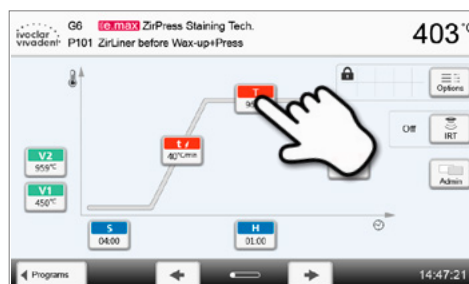 ivoclar vivadent
G6 IPS e.max ZirPress Staining Tech.
P101 ZirLiner before Wax-up+Press
403 °C
Options
T
Off
IRT
t
40°C/min
V2
959°C
Admin
V1
450°C
S
04:00
H
01:00
Programs
14:47:21